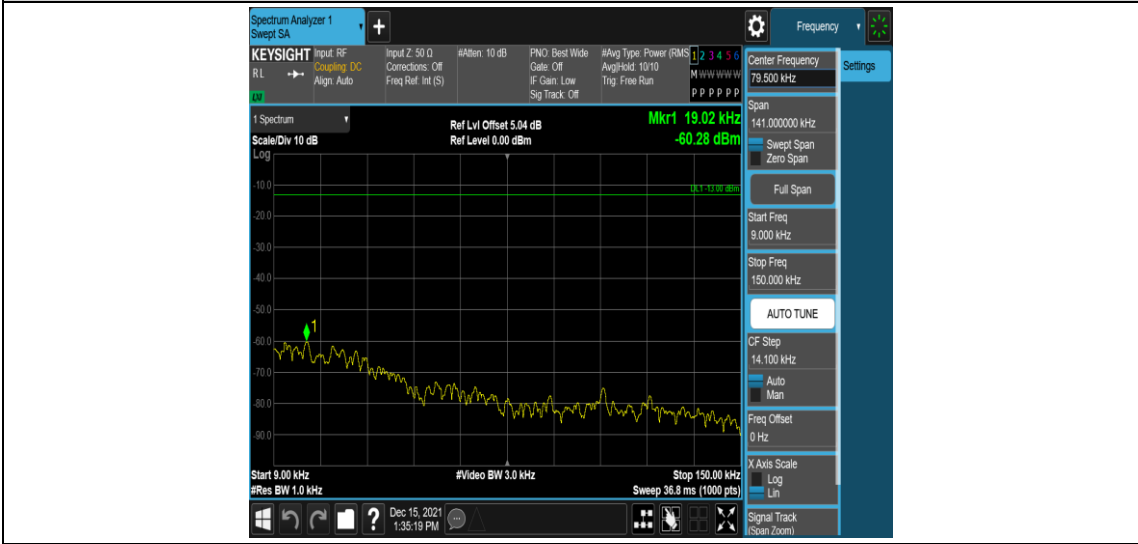 Spectrum Analyzer 1
Swept SA
+
Frequency
KEYSIGHT
RL
Input: RF
Coupling: DC
Align: Auto
Input Z: 50 Ω
Corrections: Off
Freq Ref: Int (S)
#Atten: 10 dB
PNO: Best Wide
Gate: Off
IF Gain: Low
Sig Track: Off
#Avg Type: Power (RMS
Avg|Hold: 10/10
Trig: Free Run
1 2 3 4 5 6
M W W W W W
P P P P P P
1 Spectrum
Scale/Div 10 dB
Log
Ref Lvl Offset 5.04 dB
Ref Level 0.00 dBm
Mkr1 19.02 kHz
-60.28 dBm
DL1 -13.00 dBm
-10.0
-20.0
-30.0
-40.0
-50.0
-60.0
-70.0
-80.0
-90.0
1
Start 9.00 kHz
#Res BW 1.0 kHz
#Video BW 3.0 kHz
Stop 150.00 kHz
Sweep 36.8 ms (1000 pts)
?
Dec 15, 2021
1:35:19 PM
Center Frequency
79.500 kHz
Settings
Span
141.000000 kHz
Swept Span
Zero Span
Full Span
Start Freq
9.000 kHz
Stop Freq
150.000 kHz
AUTO TUNE
CF Step
14.100 kHz
Auto
Man
Freq Offset
0 Hz
X Axis Scale
Log
Lin
Signal Track
(Span Zoom)